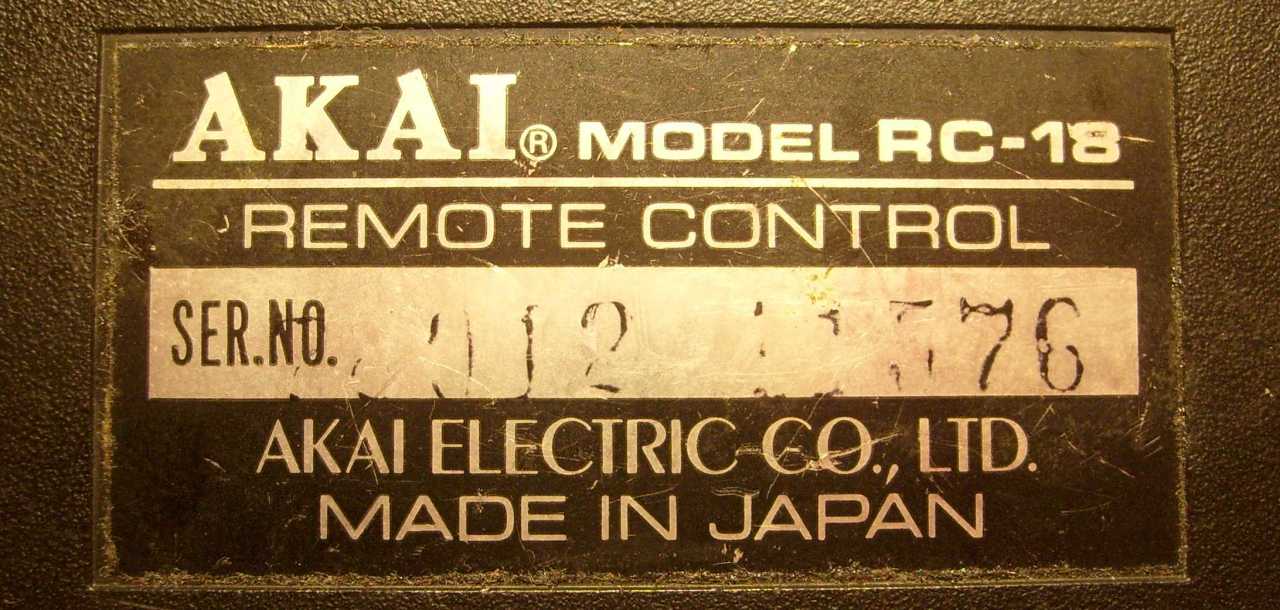 AKAI® MODEL RC-18
REMOTE CONTROL
SER.NO.
AKAI ELECTRIC CO., LTD.
MADE IN JAPAN